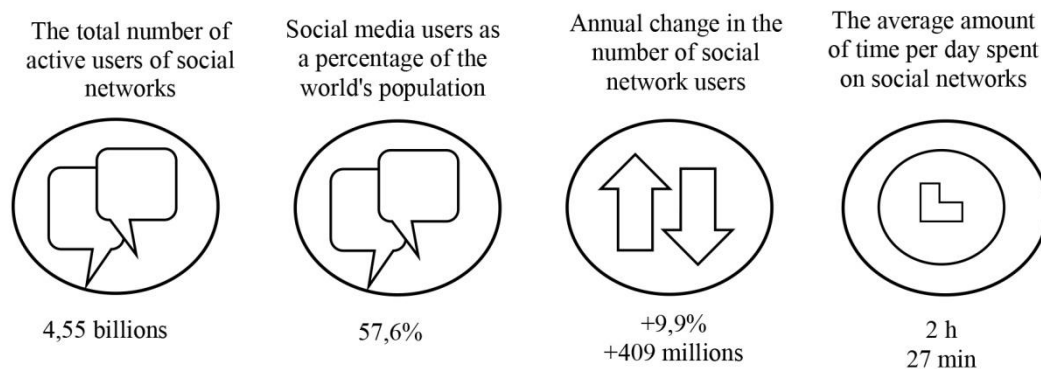 The total number of
active users of social
networks
Social media users as
a percentage of the
world's population
Annual change in the
number of social
network users
The average amount
of time per day spent
on social networks
4,55 billions
57,6%
+9,9%
+409 millions
2 h
27 min